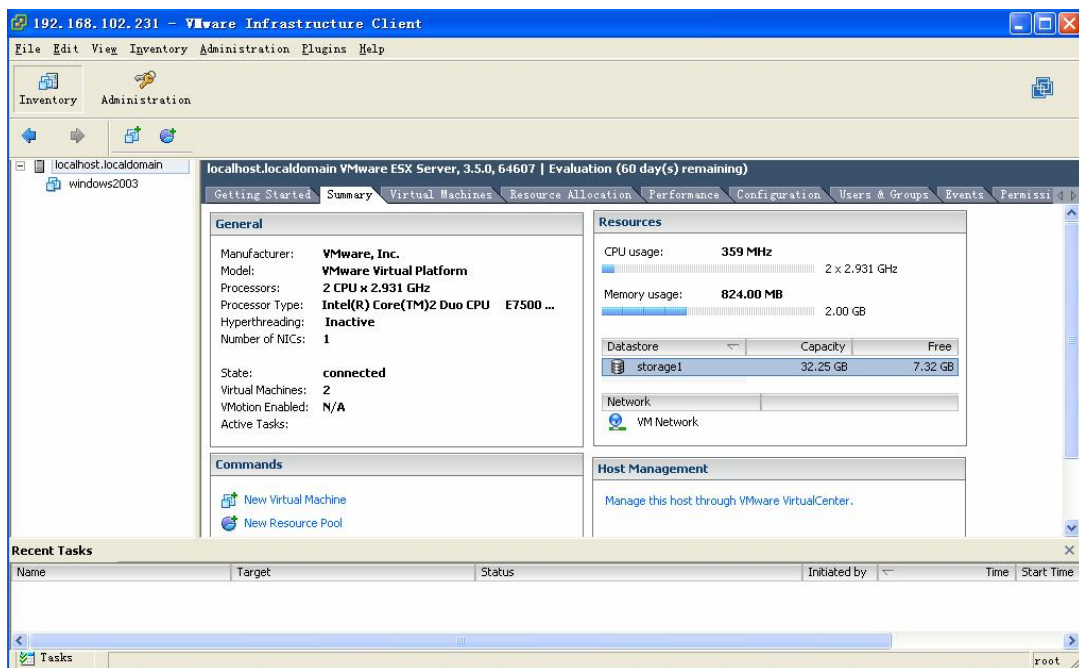 192.168.102.231 - VMware Infrastructure Client
File Edit View Inventory Administration Plugins Help
Inventory Administration
localhost.localdomain
windows2003
localhost.localdomain VMware ESX Server, 3.5.0, 64607 | Evaluation (60 day(s) remaining)
Getting Started Summary Virtual Machines Resource Allocation Performance Configuration Users & Groups Events Permissi
General
Manufacturer: VMware, Inc.
Model: VMware Virtual Platform
Processors: 2 CPU x 2.931 GHz
Processor Type: Intel(R) Core(TM)2 Duo CPU E7500 ...
Hyperthreading: Inactive
Number of NICs: 1
State: connected
Virtual Machines: 2
VMotion Enabled: N/A
Active Tasks:
Resources
CPU usage: 359 MHz
2 x 2.931 GHz
Memory usage: 824.00 MB
2.00 GB
Datastore Capacity Free
storage1 32.25 GB 7.32 GB
Network
VM Network
Commands
New Virtual Machine
New Resource Pool
Host Management
Manage this host through VMware VirtualCenter.
Recent Tasks
Name Target Status Initiated by Time Start Time
Tasks
root